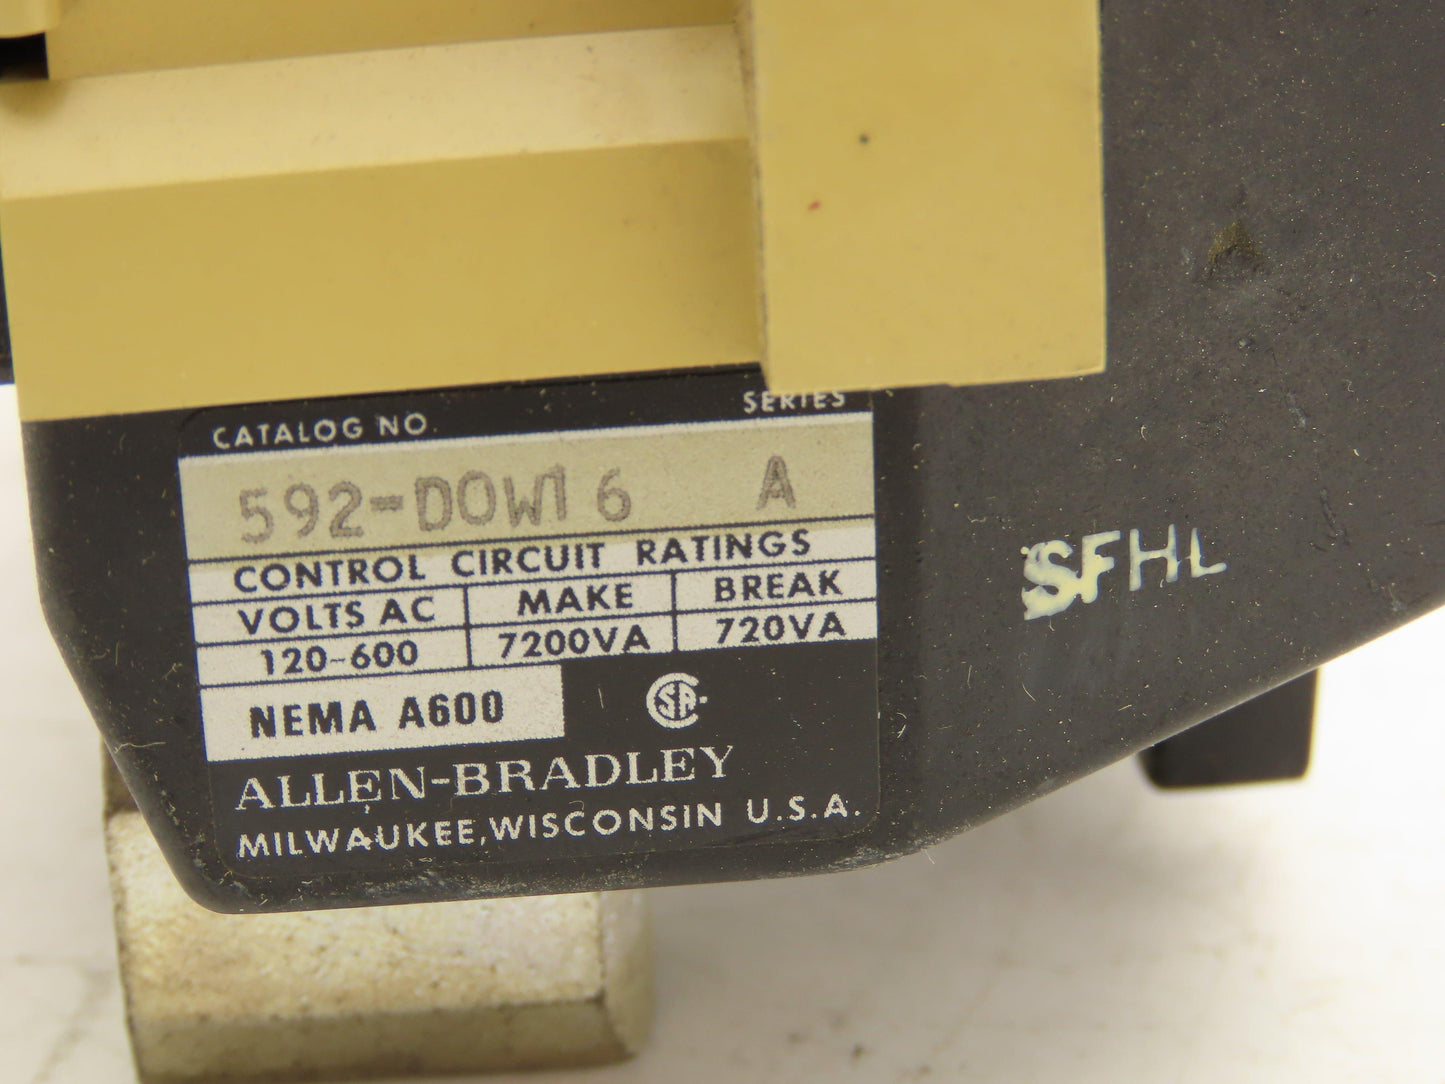 CATALOG NO. SERIES
592-DOW16 A
CONTROL CIRCUIT RATINGS
VOLTS AC MAKE BREAK
120-600 7200VA 720VA
NEMA A600 SA
ALLEN-BRADLEY
MILWAUKEE, WISCONSIN U.S.A.
SFHL